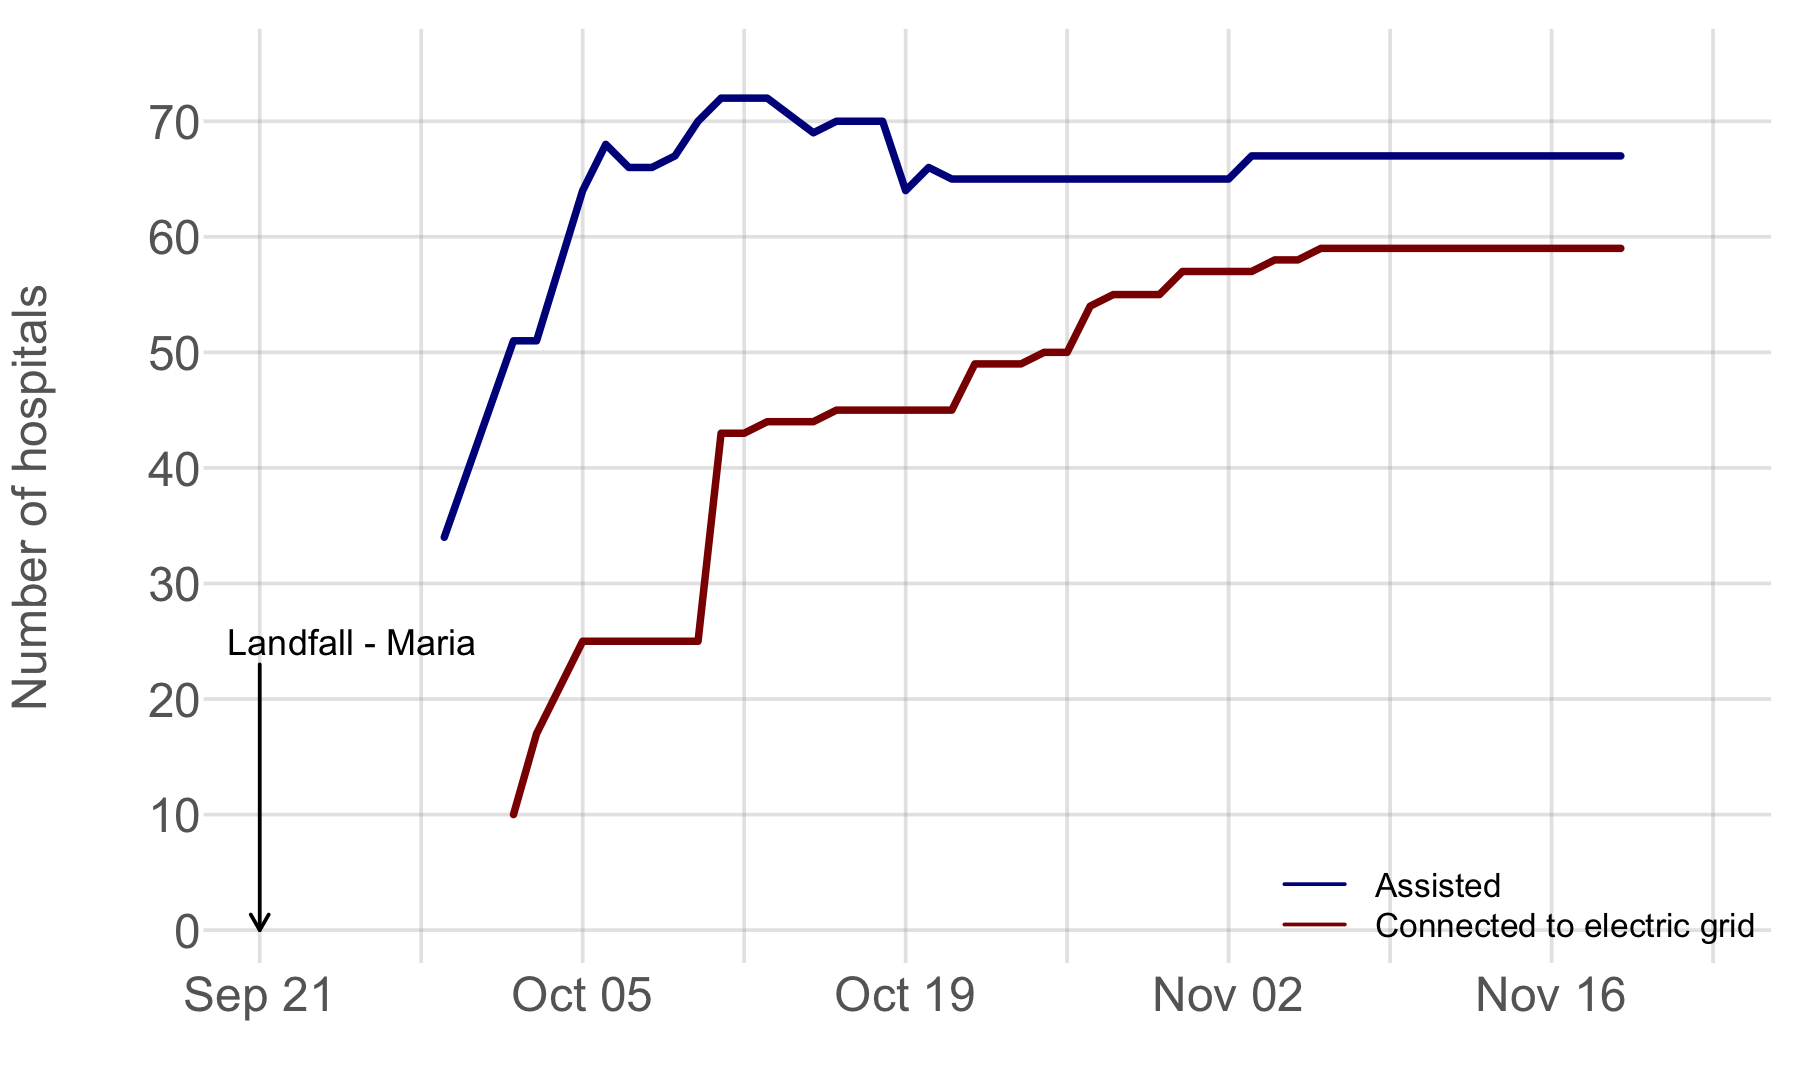 Number of hospitals
70
60
50
40
30
20
10
0
Landfall - Maria
Assisted
Connected to electric grid
Sep 21
Oct 05
Oct 19
Nov 02
Nov 16